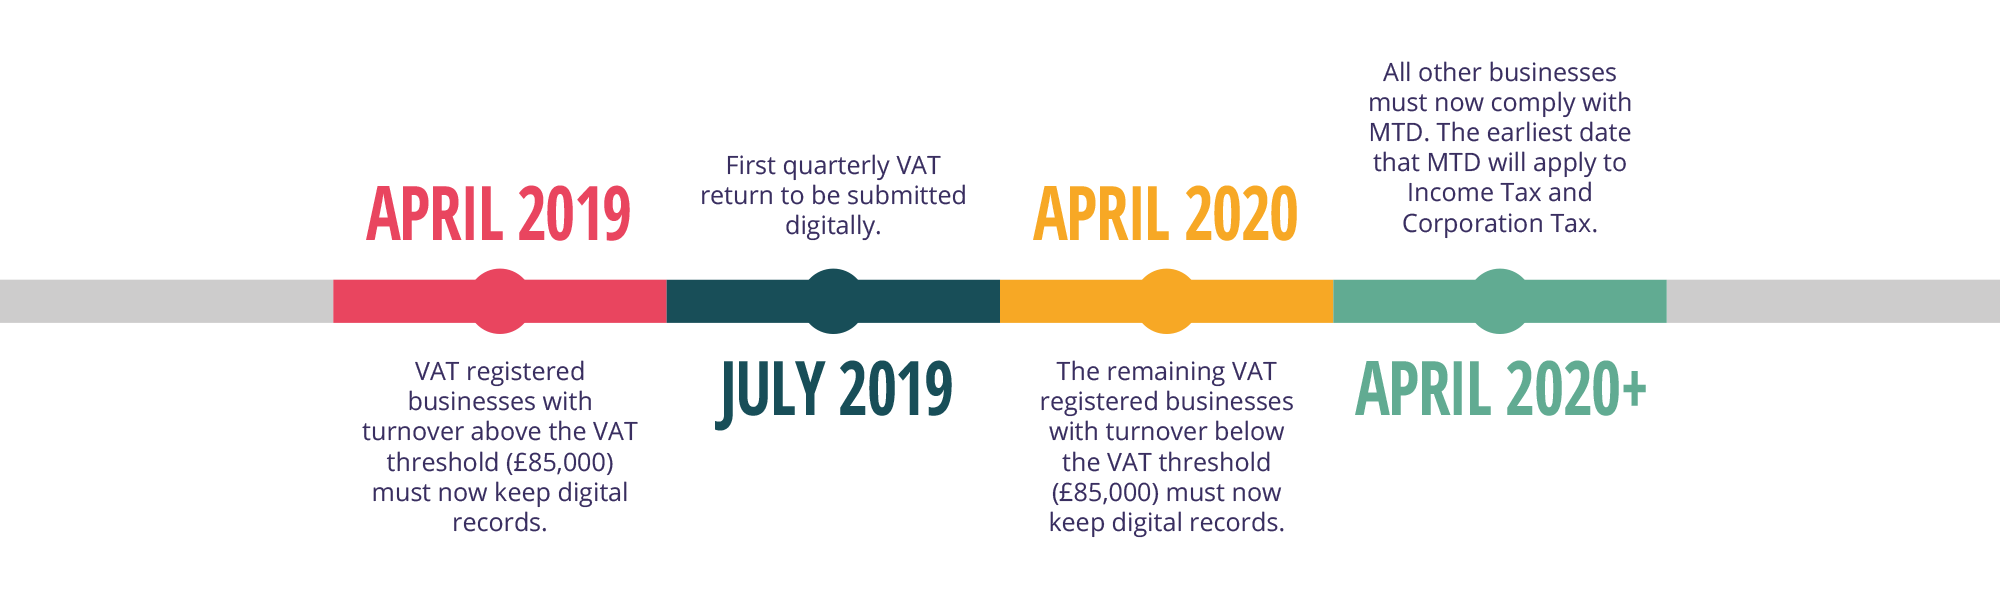 APRIL 2019
VAT registered
businesses with
turnover above the VAT
threshold (£85,000)
must now keep digital
records.
First quarterly VAT
return to be submitted
digitally.
JULY 2019
APRIL 2020
The remaining VAT
registered businesses
with turnover below
the VAT threshold
(£85,000) must now
keep digital records.
All other businesses
must now comply with
MTD. The earliest date
that MTD will apply to
Income Tax and
Corporation Tax.
APRIL 2020+